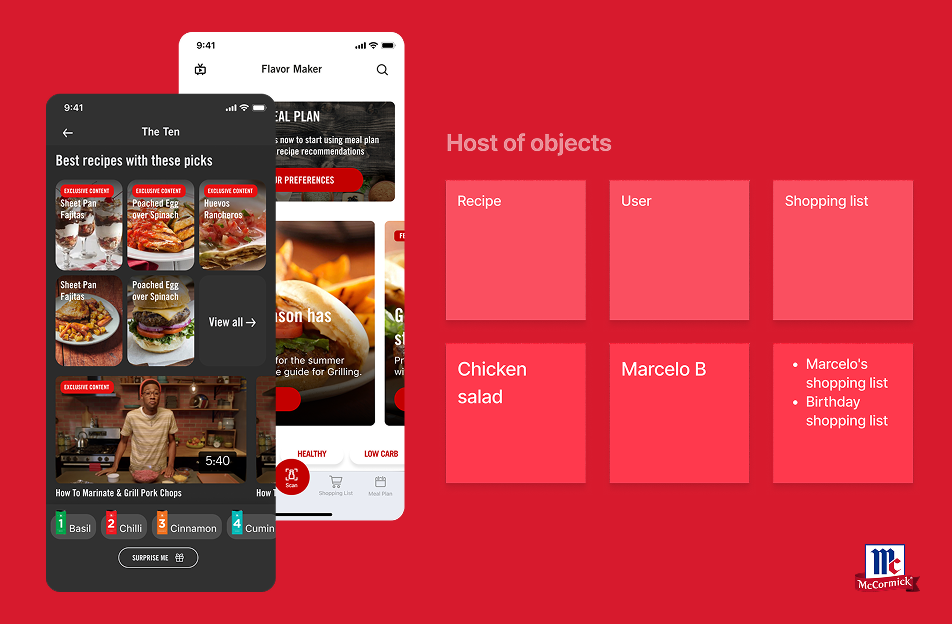 9:41
Flavor Maker
EAL PLAN
s now to start using meal plan
recipe recommendations
UR PREFERENCES
son has
for the summer
e guide for Grilling.
G
st
Pr
wi
HEALTHY
LOW CARB
Scan
Shopping List
Meal Plan
9:41
The Ten
Best recipes with these picks
EXCLUSIVE CONTENT
Sheet Pan
Fajitas
EXCLUSIVE CONTENT
Poached Egg
over Spinach
EXCLUSIVE CONTENT
Huevos
Rancheros
Sheet Pan
Fajitas
Poached Egg
over Spinach
View all →
EXCLUSIVE CONTENT
5:40
How To Marinate & Grill Pork Chops
How T
1 Basil
2 Chilli
3 Cinnamon
4 Cumin
SURPRISE ME
Host of objects
Recipe
User
Shopping list
Chicken
salad
Marcelo B
• Marcelo's
shopping list
• Birthday
shopping list
Mc
McCormick